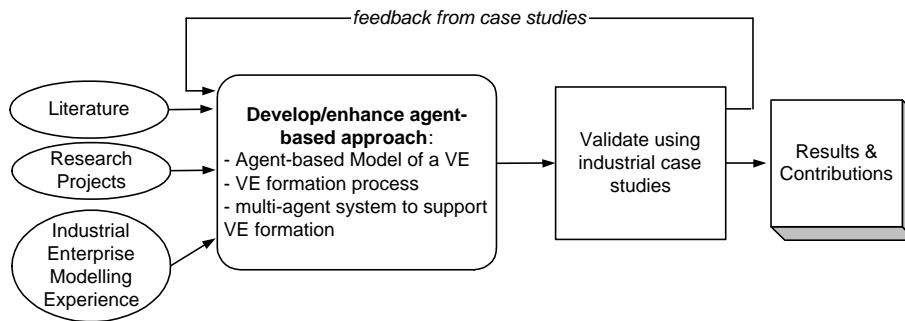 feedback from case studies
Literature
Research
Projects
Industrial
Enterprise
Modelling
Experience
Develop/enhance agent-
based approach:
- Agent-based Model of a VE
- VE formation process
- multi-agent system to support
VE formation
Validate using
industrial case
studies
Results &
Contributions